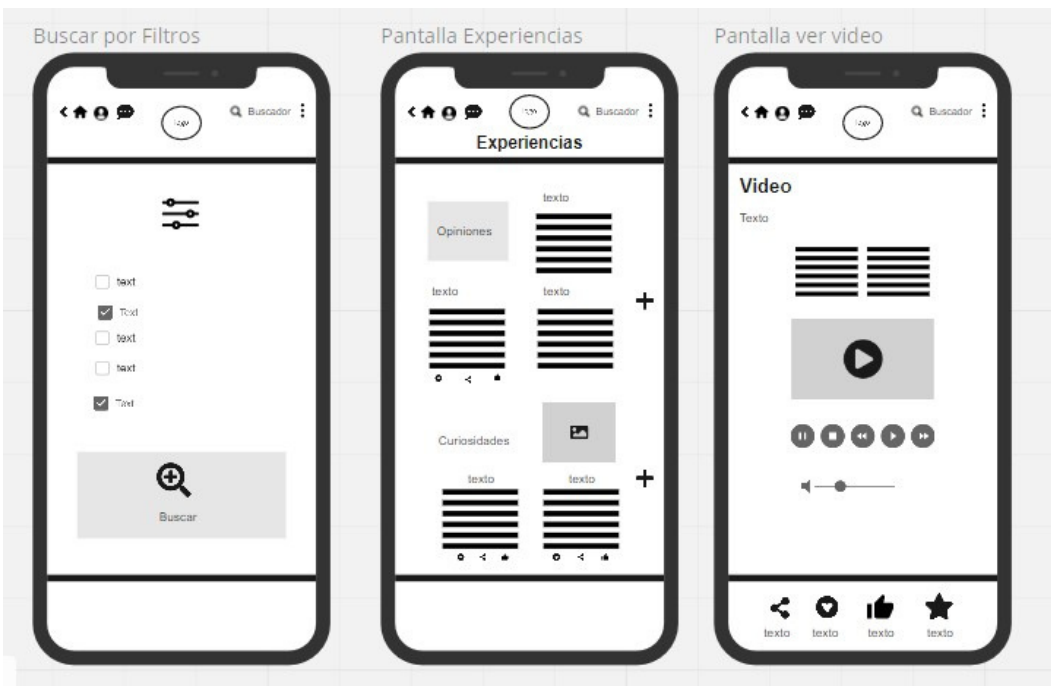 Buscar por Filtros
Buscador
text
Text
text
text
Text
Buscar
Pantalla Experiencias
Buscador
Experiencias
Opiniones
texto
texto
texto
Curiosidades
texto
texto
Pantalla ver video
Buscador
Video
Texto
texto
texto
texto
texto